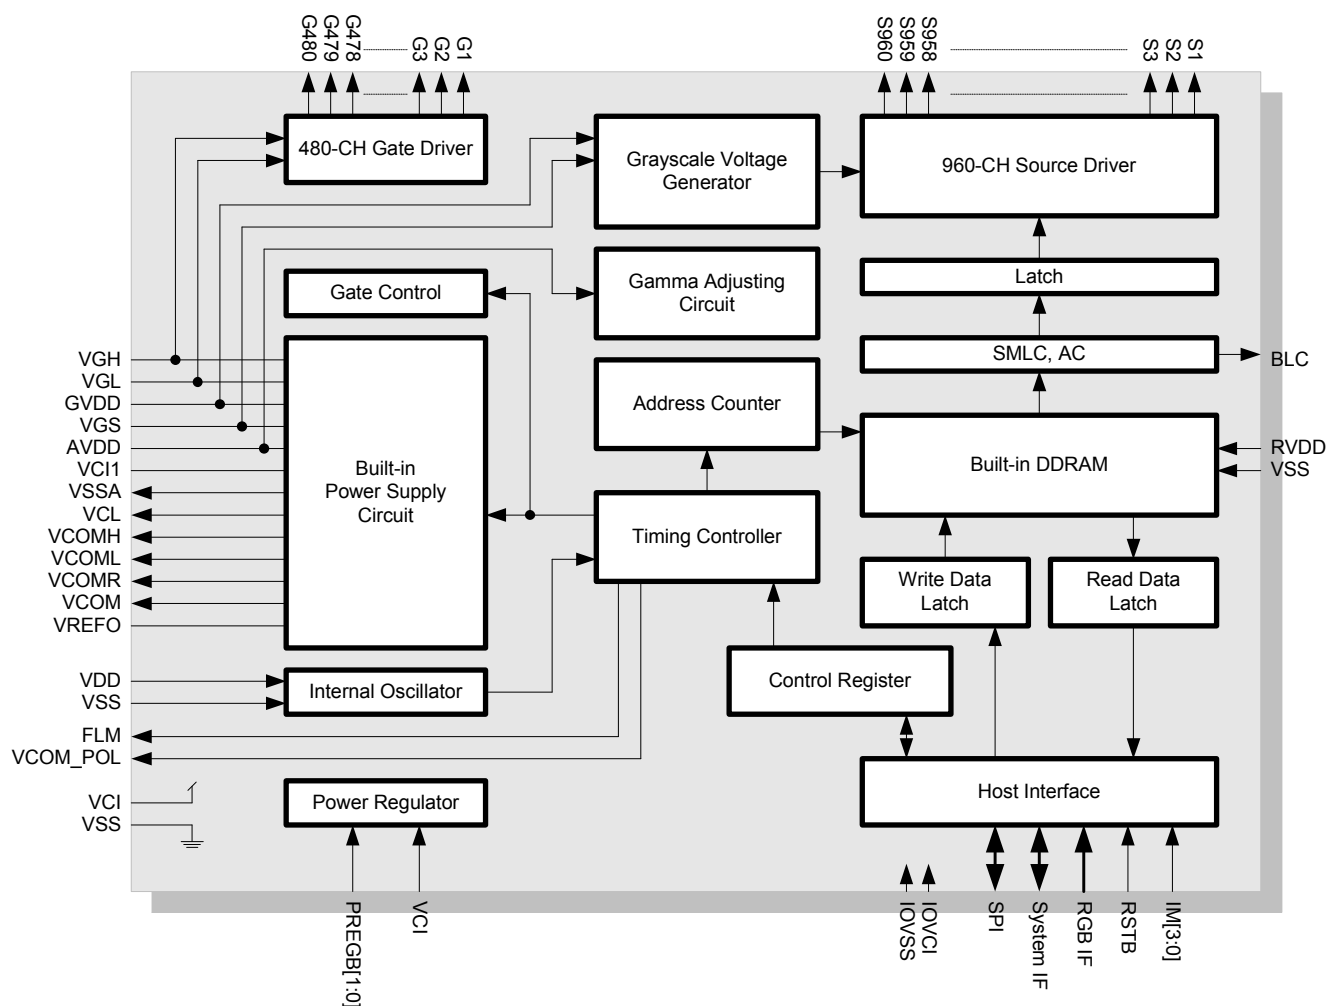 G480
G479
G478
G3
G2
G1
S960
S959
S958
S3
S2
S1
480-CH Gate Driver
Grayscale Voltage
Generator
960-CH Source Driver
Gate Control
Gamma Adjusting
Circuit
Latch
SMLC, AC
BLC
VGH
VGL
GVDD
VGS
AVDD
VCI1
VSSA
VCL
VCOMH
VCOML
VCOMR
VCOM
VREFO
Built-in
Power Supply
Circuit
Address Counter
Built-in DDRAM
RVDD
VSS
Timing Controller
Write Data
Latch
Read Data
Latch
VDD
VSS
Internal Oscillator
Control Register
FLM
VCOM_POL
VCI
VSS
Power Regulator
Host Interface
PREGB[1:0]
VCI
IOVSS
IOVCI
SPI
System IF
RGB IF
RSTB
IM[3:0]